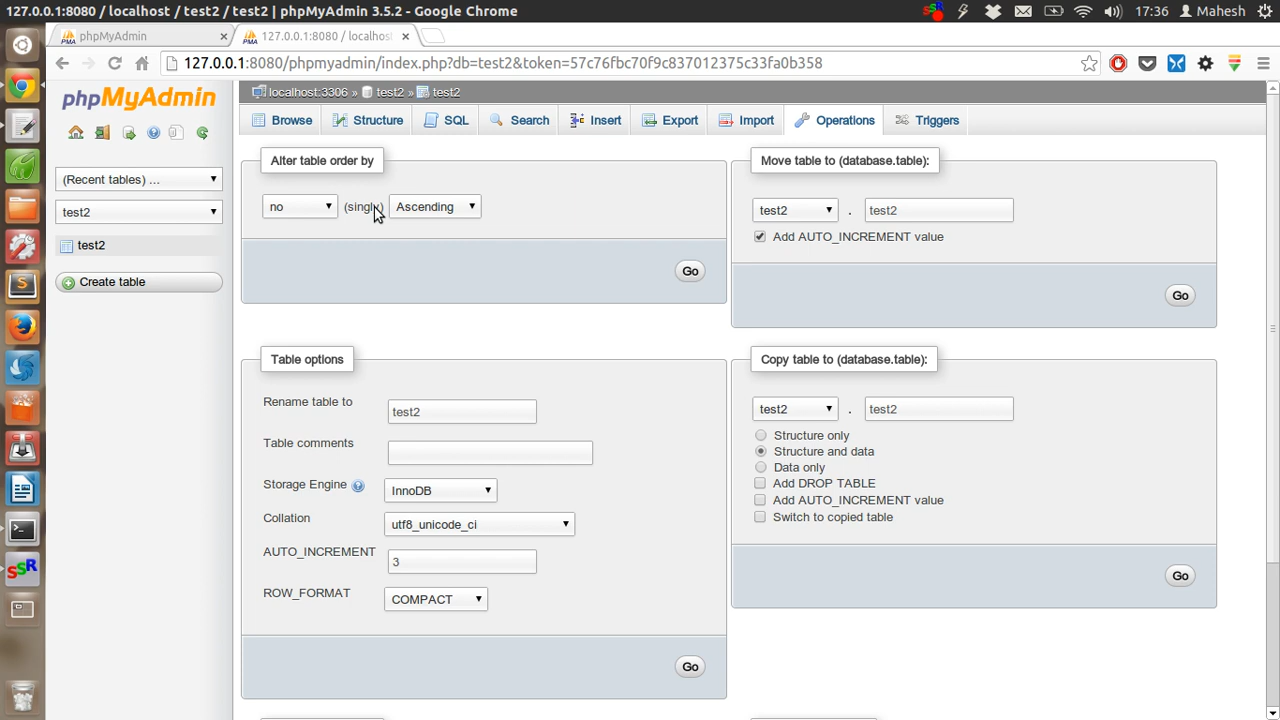 127.0.0.1:8080 / localhost / test2 / test2 | phpMyAdmin 3.5.2 - Google Chrome
17:36 Mahesh
phpMyAdmin
127.0.0.1:8080 / localhos
127.0.0.1:8080/phpmyadmin/index.php?db=test2&token=57c76fbc70f9c837012375c33fa0b358
phpMyAdmin
localhost:3306 » test2 » test2
Browse Structure SQL Search Insert Export Import Operations Triggers
(Recent tables) ...
test2
test2
Create table
Alter table order by
no (singly) Ascending
Go
Move table to (database.table):
test2 . test2
Add AUTO_INCREMENT value
Go
Table options
Rename table to test2
Table comments
Storage Engine InnoDB
Collation utf8_unicode_ci
AUTO_INCREMENT 3
ROW_FORMAT COMPACT
Go
Copy table to (database.table):
test2 . test2
Structure only
Structure and data
Data only
Add DROP TABLE
Add AUTO_INCREMENT value
Switch to copied table
Go